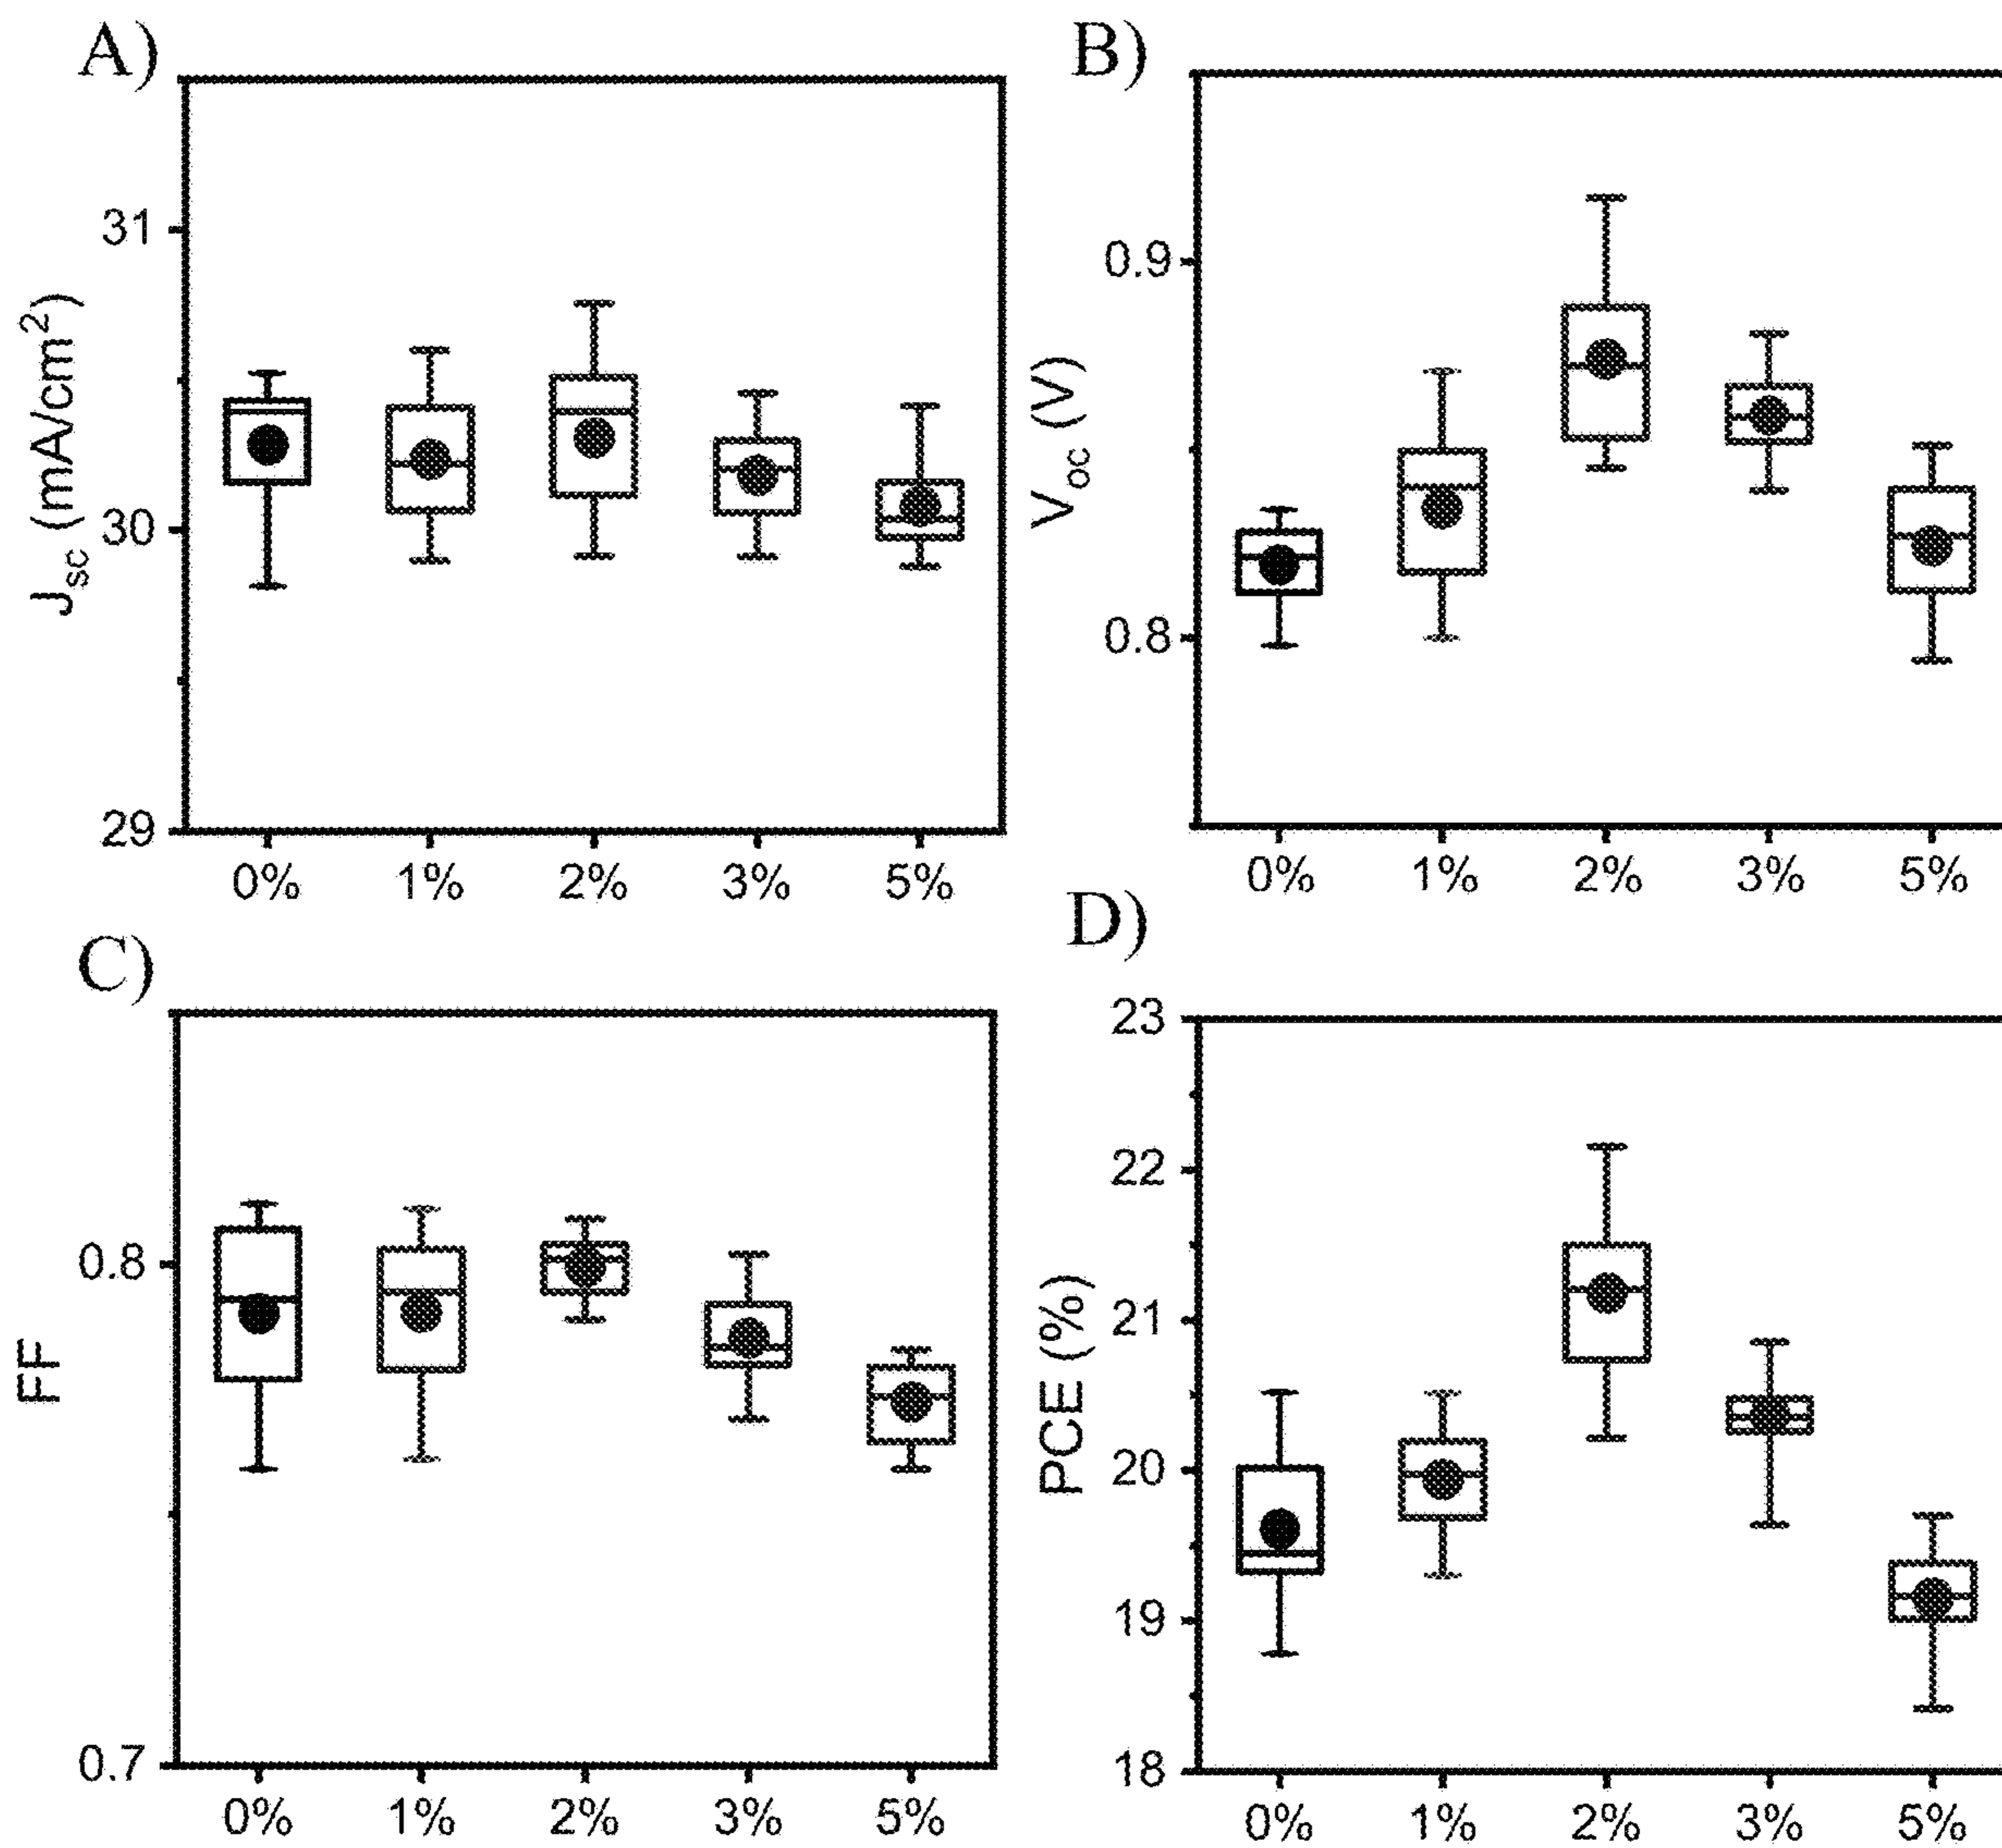 A)
J_sc (mA/cm²)
31
30
29
0% 1% 2% 3% 5%
B)
V_oc (V)
0.9
0.8
0% 1% 2% 3% 5%
C)
FF
0.8
0.7
0% 1% 2% 3% 5%
D)
PCE (%)
23
22
21
20
19
18
0% 1% 2% 3% 5%